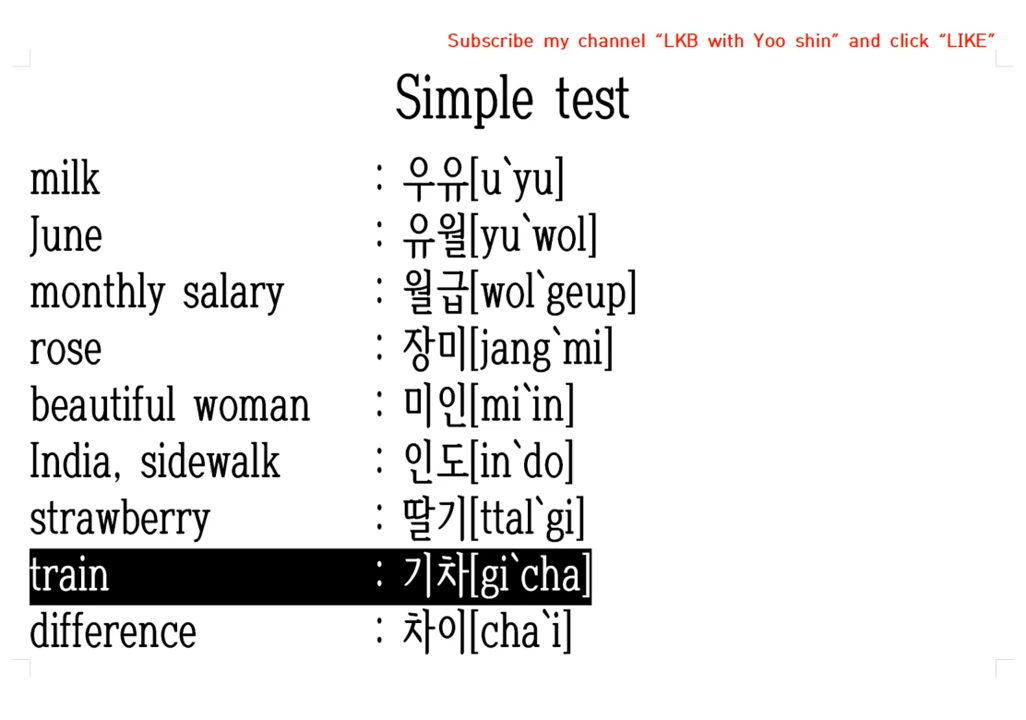 Subscribe my channel “LKB with Yoo shin” and click “LIKE”
Simple test
milk : 우유[u`yu]
June : 유월[yu`wol]
monthly salary : 월급[wol`geup]
rose : 장미[jang`mi]
beautiful woman : 미인[mi`in]
India, sidewalk : 인도[in`do]
strawberry : 딸기[ttal`gi]
train : 기차[gi`cha]
difference : 차이[cha`i]